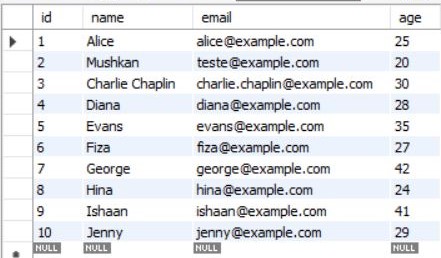 id name email age
1 Alice alice@example.com 25
2 Mushkan teste@example.com 20
3 Charlie Chaplin charlie.chaplin@example.com 30
4 Diana diana@example.com 28
5 Evans evans@example.com 35
6 Fiza fiza@example.com 27
7 George george@example.com 42
8 Hina hina@example.com 24
9 Ishaan ishaan@example.com 41
10 Jenny jenny@example.com 29
NULL NULL NULL NULL